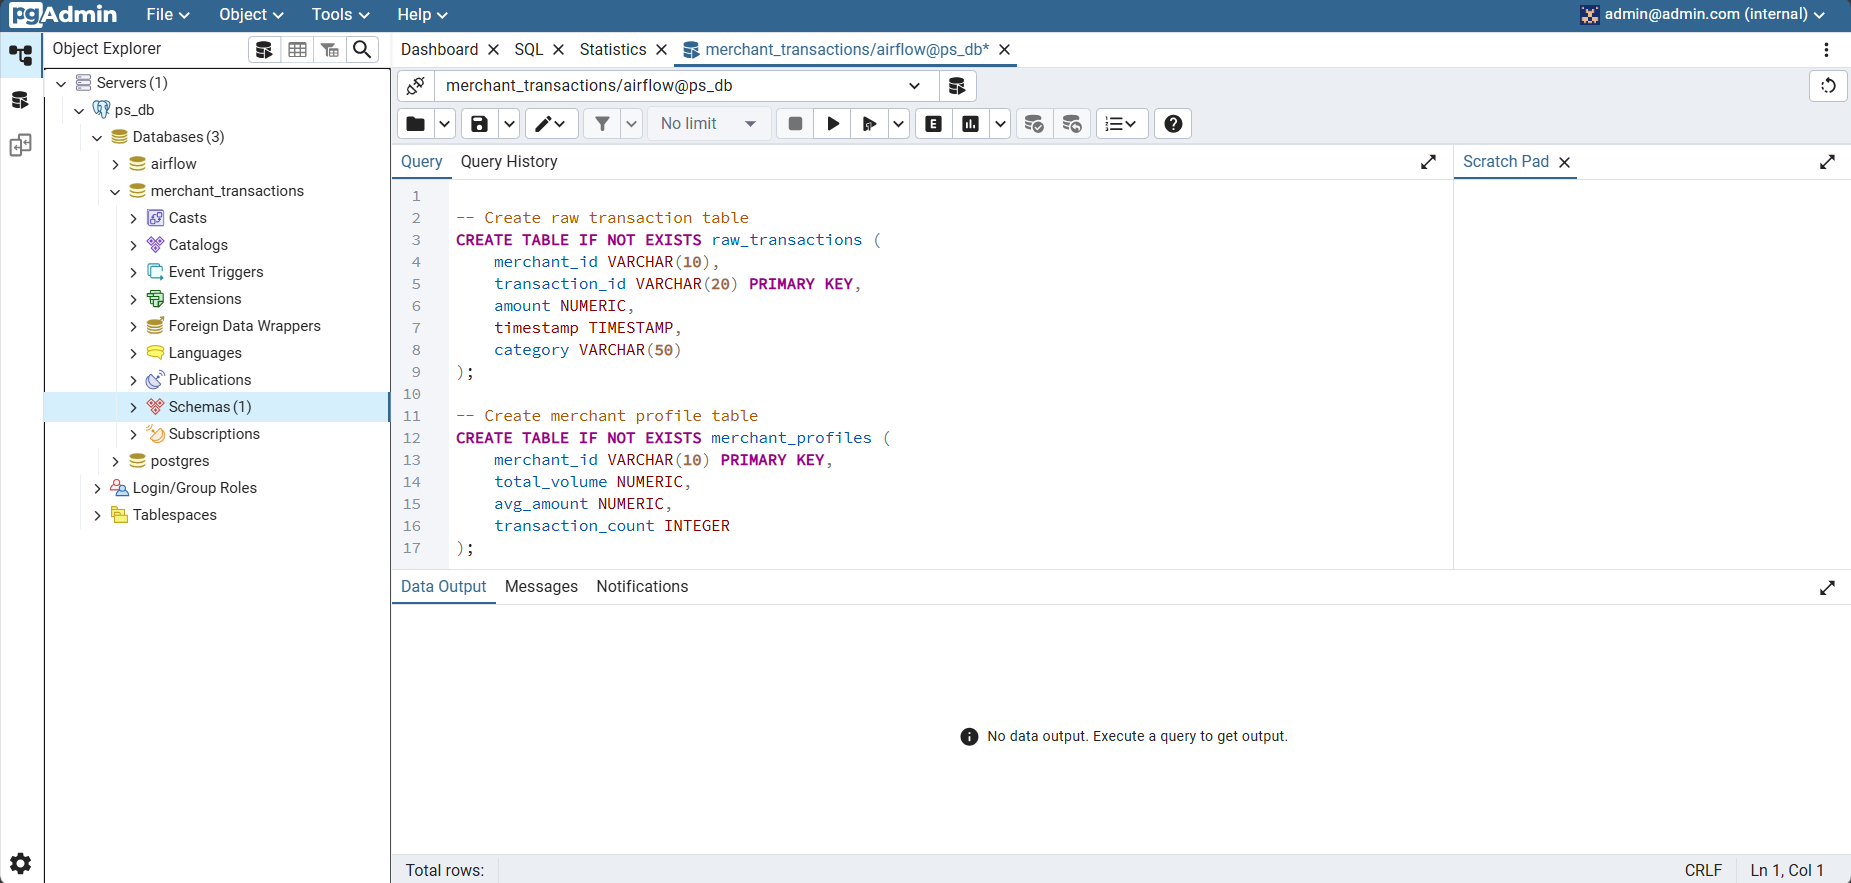 pgAdmin File Object Tools Help admin@admin.com (internal)
Object Explorer
Dashboard SQL Statistics merchant_transactions/airflow@ps_db*
Servers (1)
ps_db
Databases (3)
airflow
merchant_transactions
Casts
Catalogs
Event Triggers
Extensions
Foreign Data Wrappers
Languages
Publications
Schemas (1)
Subscriptions
postgres
Login/Group Roles
Tablespaces
merchant_transactions/airflow@ps_db
No limit E
Query Query History
Scratch Pad
1
2 -- Create raw transaction table
3 CREATE TABLE IF NOT EXISTS raw_transactions (
4 merchant_id VARCHAR(10),
5 transaction_id VARCHAR(20) PRIMARY KEY,
6 amount NUMERIC,
7 timestamp TIMESTAMP,
8 category VARCHAR(50)
9 );
10
11 -- Create merchant profile table
12 CREATE TABLE IF NOT EXISTS merchant_profiles (
13 merchant_id VARCHAR(10) PRIMARY KEY,
14 total_volume NUMERIC,
15 avg_amount NUMERIC,
16 transaction_count INTEGER
17 );
Data Output Messages Notifications
No data output. Execute a query to get output.
Total rows: CRLF Ln 1, Col 1